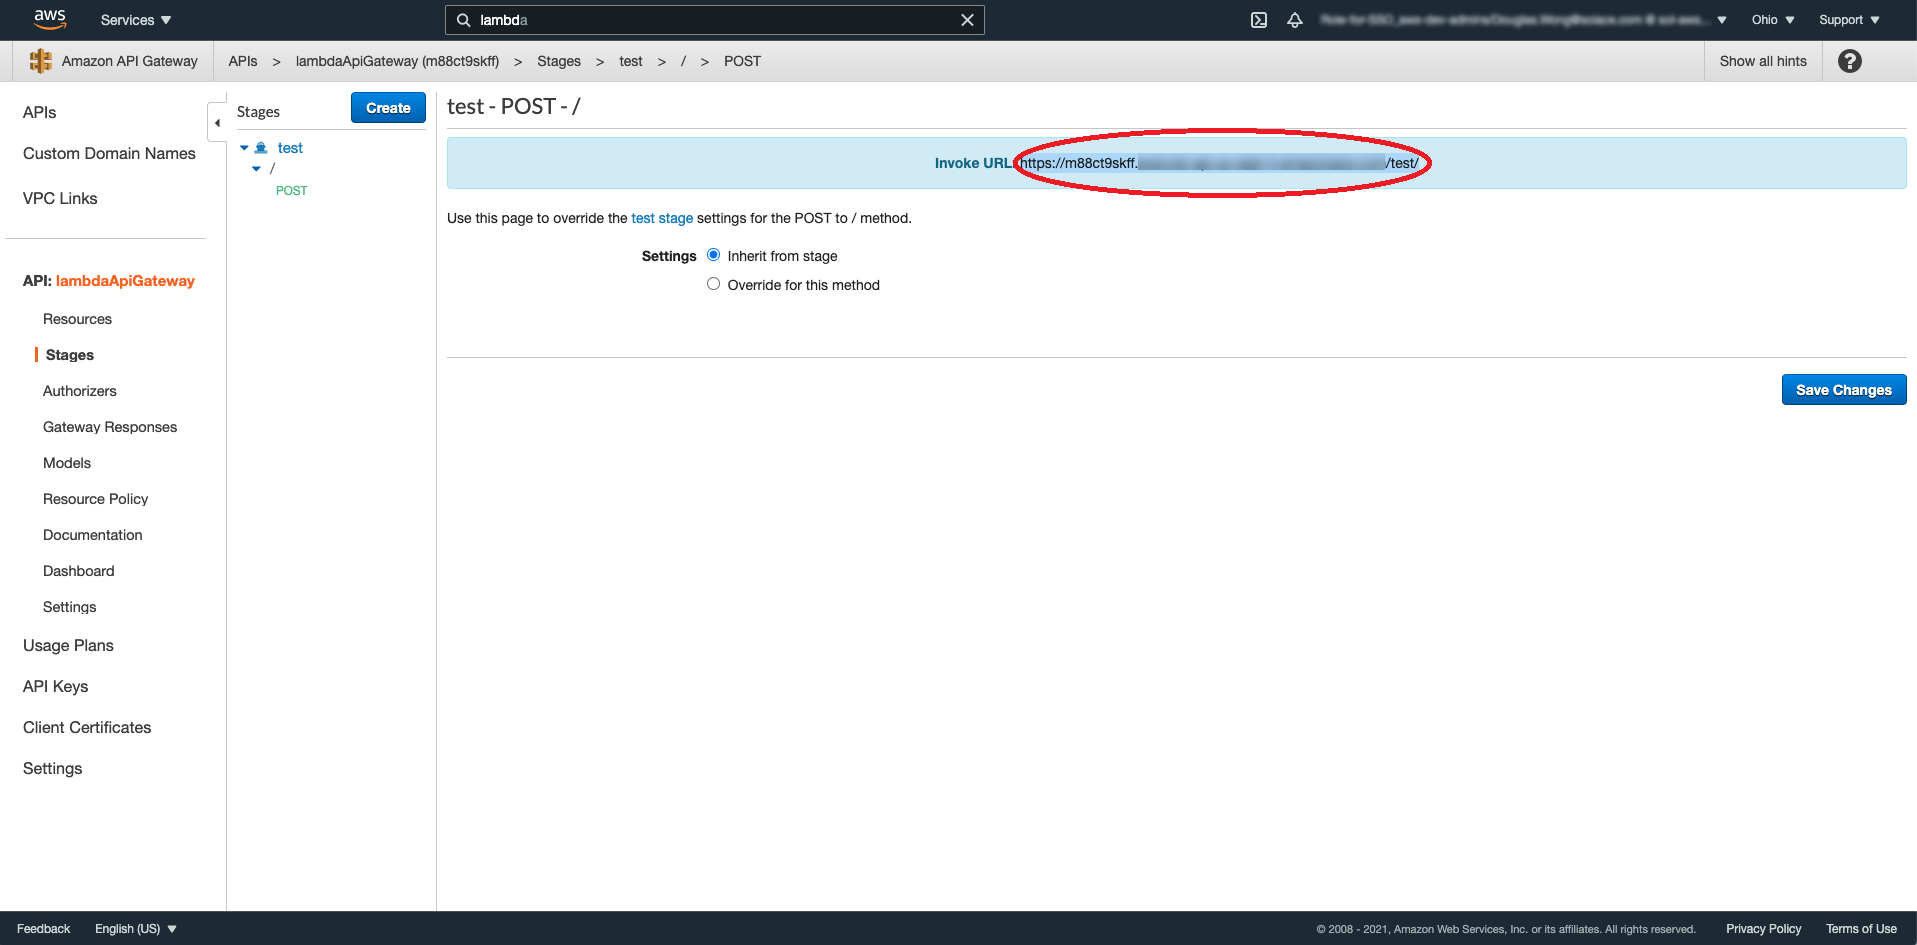 aws Services lambda Ohio Support
Amazon API Gateway APIs > lambdaApiGateway (m88ct9skff) > Stages > test > / > POST Show all hints ?
APIs
Custom Domain Names
VPC Links
API: lambdaApiGateway
Resources
Stages
Authorizers
Gateway Responses
Models
Resource Policy
Documentation
Dashboard
Settings
Usage Plans
API Keys
Client Certificates
Settings
Stages Create
test
/
POST
test - POST - /
Invoke URL: https://m88ct9skff. /test/
Use this page to override the test stage settings for the POST to / method.
Settings Inherit from stage
Override for this method
Save Changes
Feedback English (US) © 2008 - 2021, Amazon Web Services, Inc. or its affiliates. All rights reserved. Privacy Policy Terms of Use